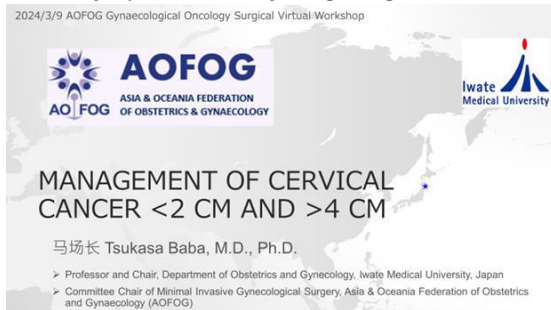 2024/3/9 AOFOG Gynaecological Oncology Surgical Virtual Workshop
AOFOG
ASIA & OCEANIA FEDERATION
OF OBSTETRICS & GYNAECOLOGY
AO FOG
Iwate
Medical University
MANAGEMENT OF CERVICAL
CANCER <2 CM AND >4 CM
马场长 Tsukasa Baba, M.D., Ph.D.
➢ Professor and Chair, Department of Obstetrics and Gynecology, Iwate Medical University, Japan
➢ Committee Chair of Minimal Invasive Gynecological Surgery, Asia & Oceania Federation of Obstetrics
and Gynaecology (AOFOG)